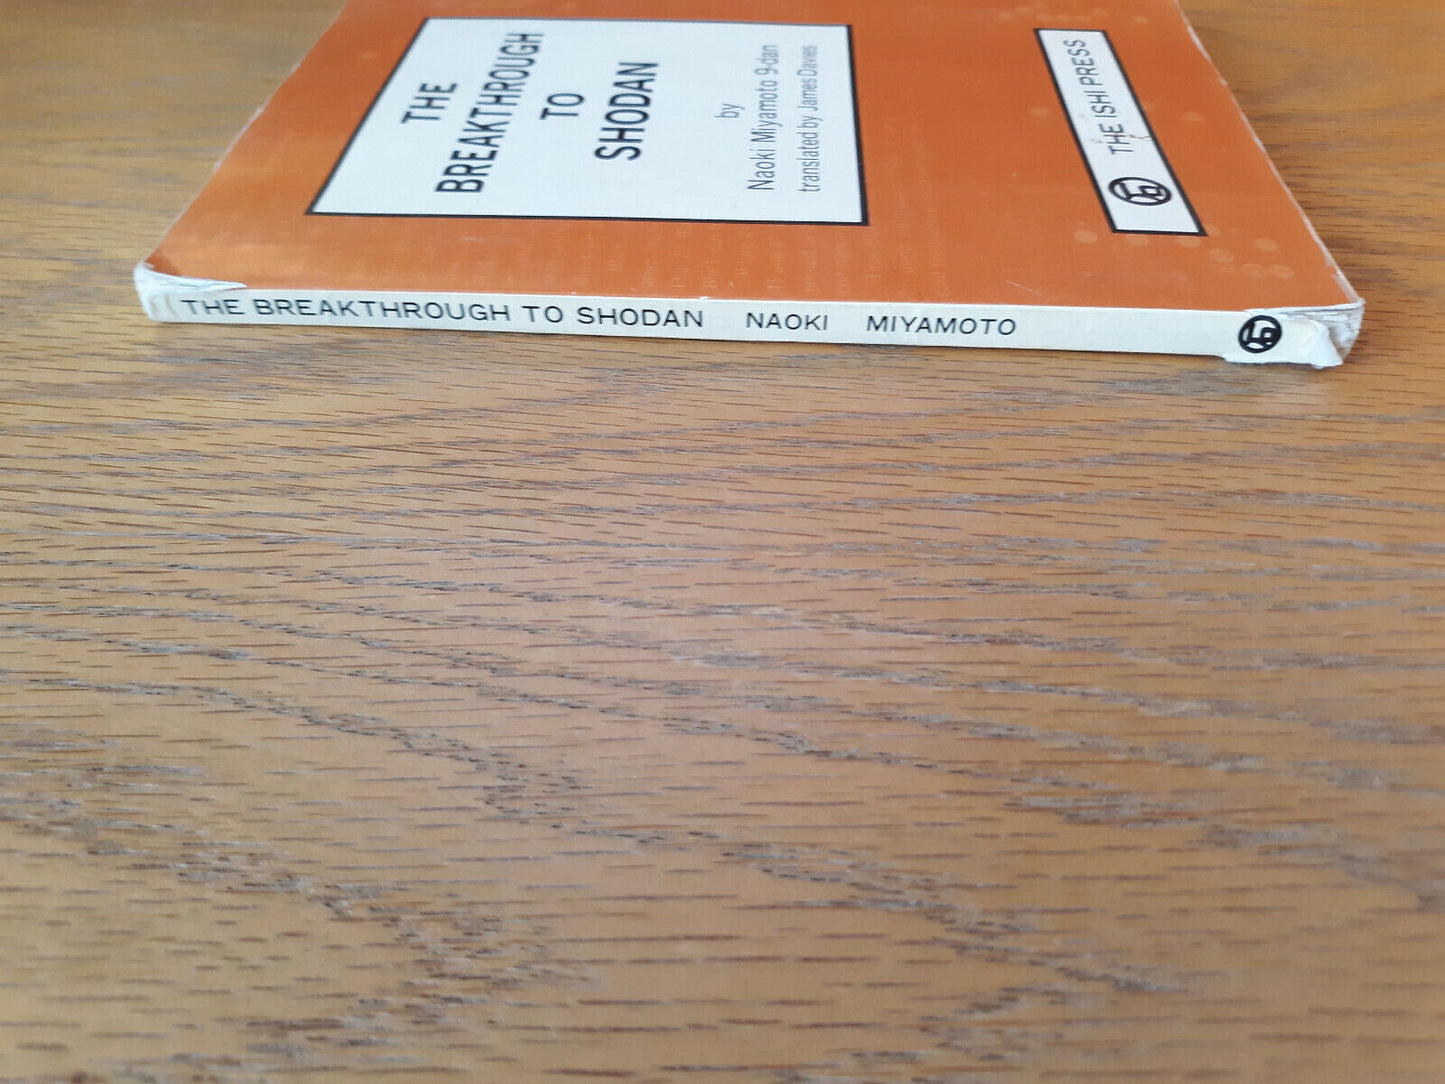 THE
BREAKTHROUGH
TO
SHODAN
by
Naoki Miyamoto 9-dan
translated by James Davies
THE ISHI PRESS
THE BREAKTHROUGH TO SHODAN NAOKI MIYAMOTO